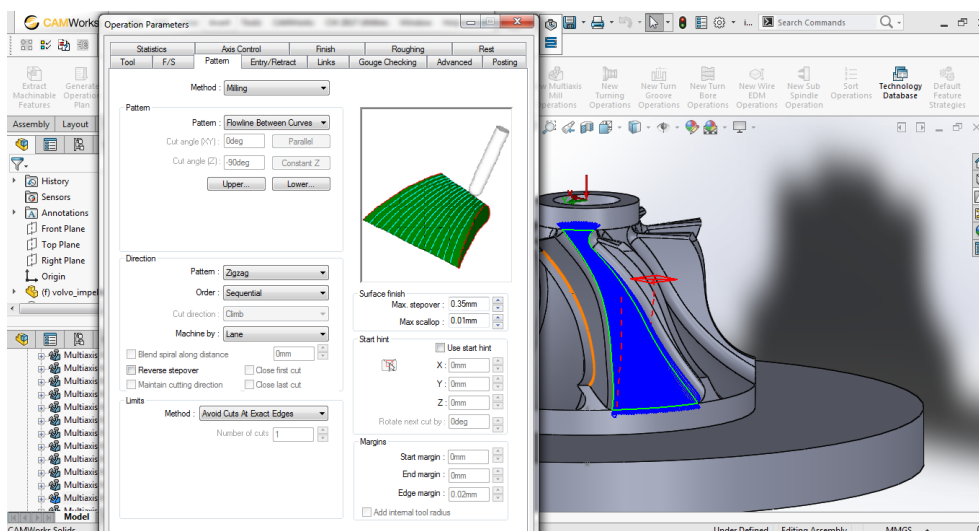 CAMWorks
Operation Parameters
Search Commands
Extract Machinable Features
Generate Operation Plan
Assembly
Layout
History
Sensors
Annotations
Front Plane
Top Plane
Right Plane
Origin
(f) volvo_impel
Multiaxis
Multiaxis
Multiaxis
Multiaxis
Multiaxis
Multiaxis
Multiaxis
Multiaxis
Multiaxis
Multiaxis
Multiaxis
Multiaxis
Model
CAMWorks Solids
Statistics
Axis Control
Finish
Roughing
Rest
Tool
F/S
Pattern
Entry/Retract
Links
Gouge Checking
Advanced
Posting
Method : Milling
Pattern
Pattern : Flowline Between Curves
Cut angle (XY) : 0deg
Parallel
Cut angle (Z) : -90deg
Constant Z
Upper...
Lower...
Direction
Pattern : Zigzag
Order : Sequential
Cut direction : Climb
Machine by : Lane
Blend spiral along distance
0mm
Reverse stepover
Close first cut
Maintain cutting direction
Close last cut
Limits
Method : Avoid Cuts At Exact Edges
Number of cuts 1
Surface finish
Max. stepover : 0.35mm
Max scallop : 0.01mm
Start hint
Use start hint
X : 0mm
Y : 0mm
Z : 0mm
Rotate next cut by : 0deg
Margins
Start margin : 0mm
End margin : 0mm
Edge margin : 0.02mm
Add internal tool radius
New Multiaxis Mill Operations
New Turning Operations
New Turn Groove Operations
New Turn Bore Operations
New Wire EDM Operations
New Sub Spindle Operation
Sort Operations
Technology Database
Default Feature Strategies
Under Defined
Editing Assembly
MMGS